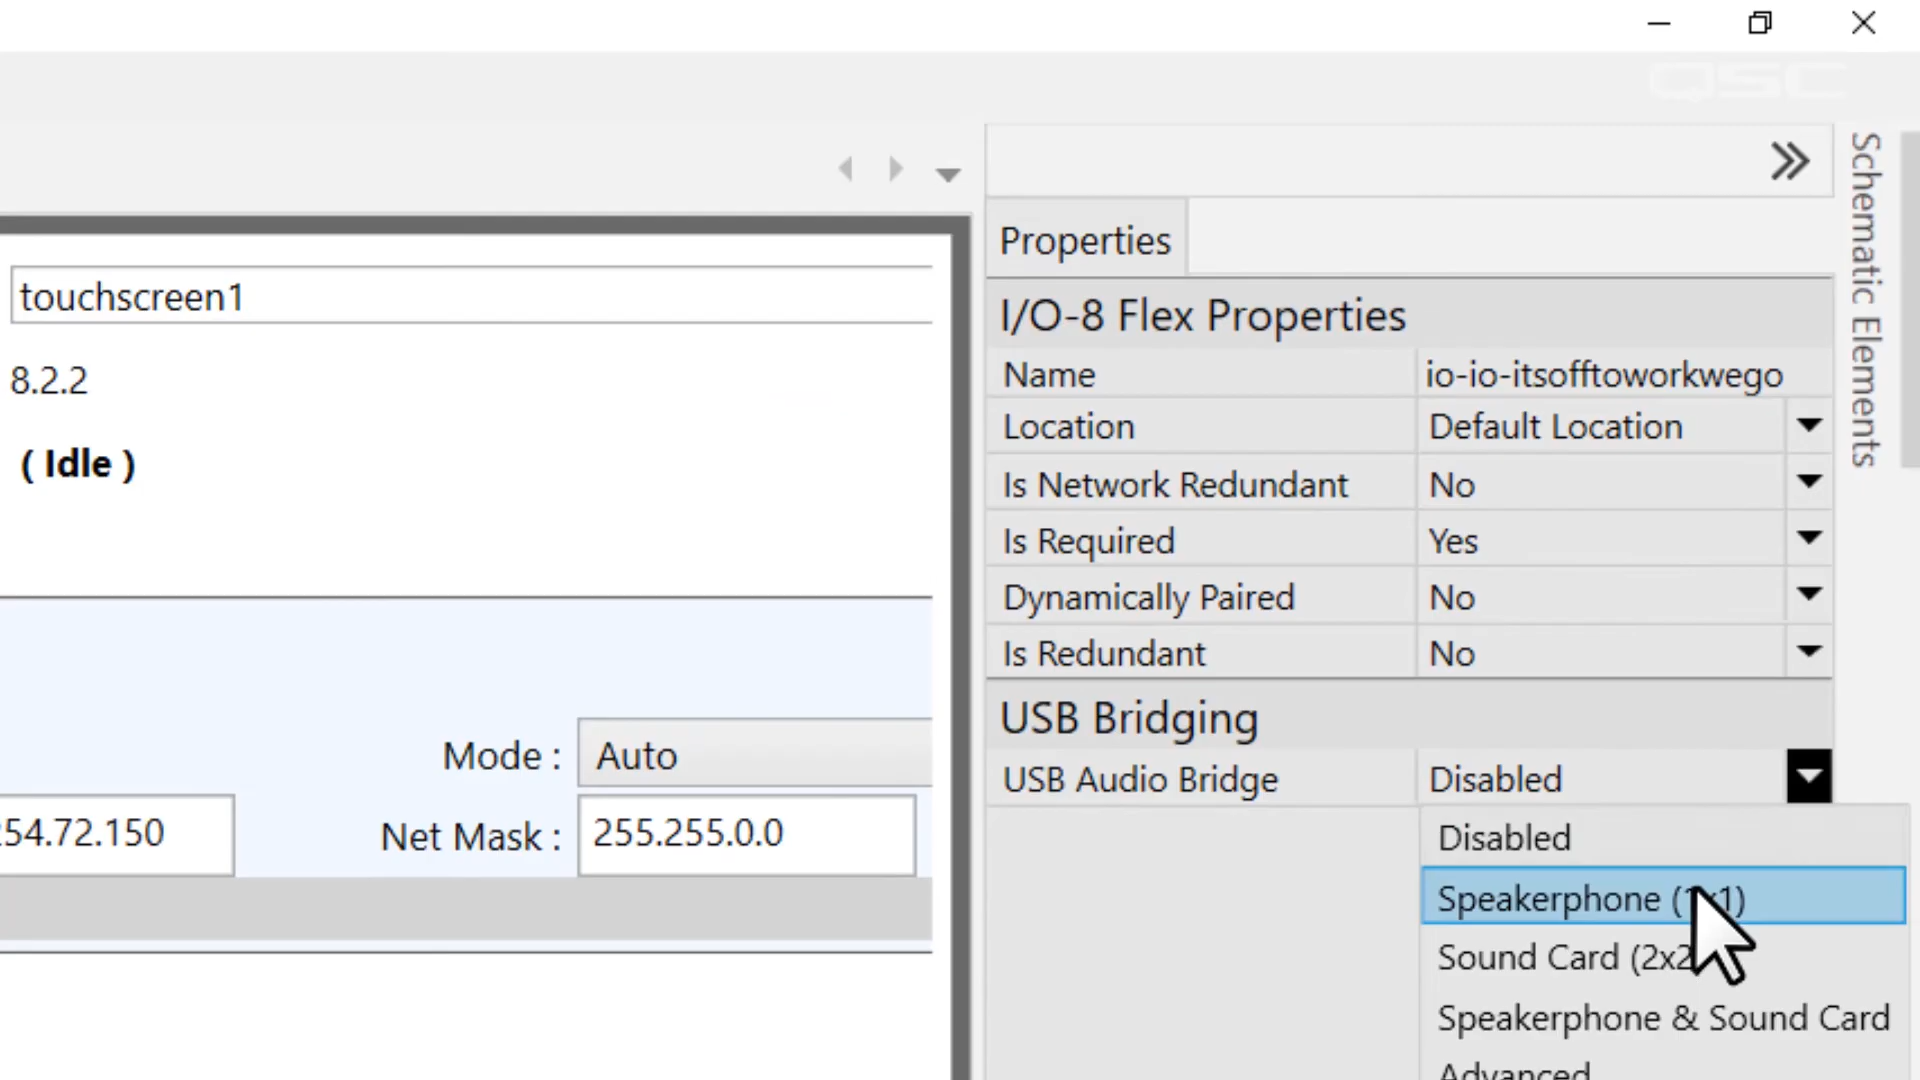 QSC
Schematic Elements
Properties
touchscreen1
8.2.2
( Idle )
I/O-8 Flex Properties
Name io-io-itsofftoworkwego
Location Default Location
Is Network Redundant No
Is Required Yes
Dynamically Paired No
Is Redundant No
USB Bridging
USB Audio Bridge Disabled
Disabled
Speakerphone
Sound Card (2x2
Speakerphone & Sound Card
Advanced
Mode : Auto
54.72.150 Net Mask : 255.255.0.0